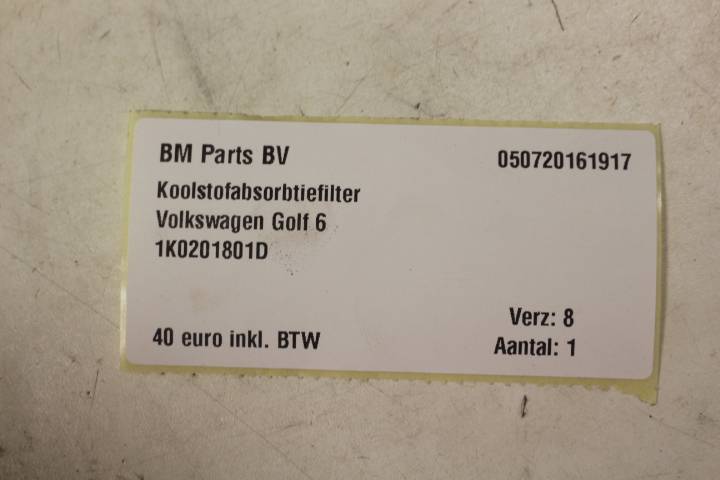 BM Parts BV 050720161917
Koolstofabsorbtiefilter
Volkswagen Golf 6
1K0201801D
Verz: 8
40 euro inkl. BTW Aantal: 1